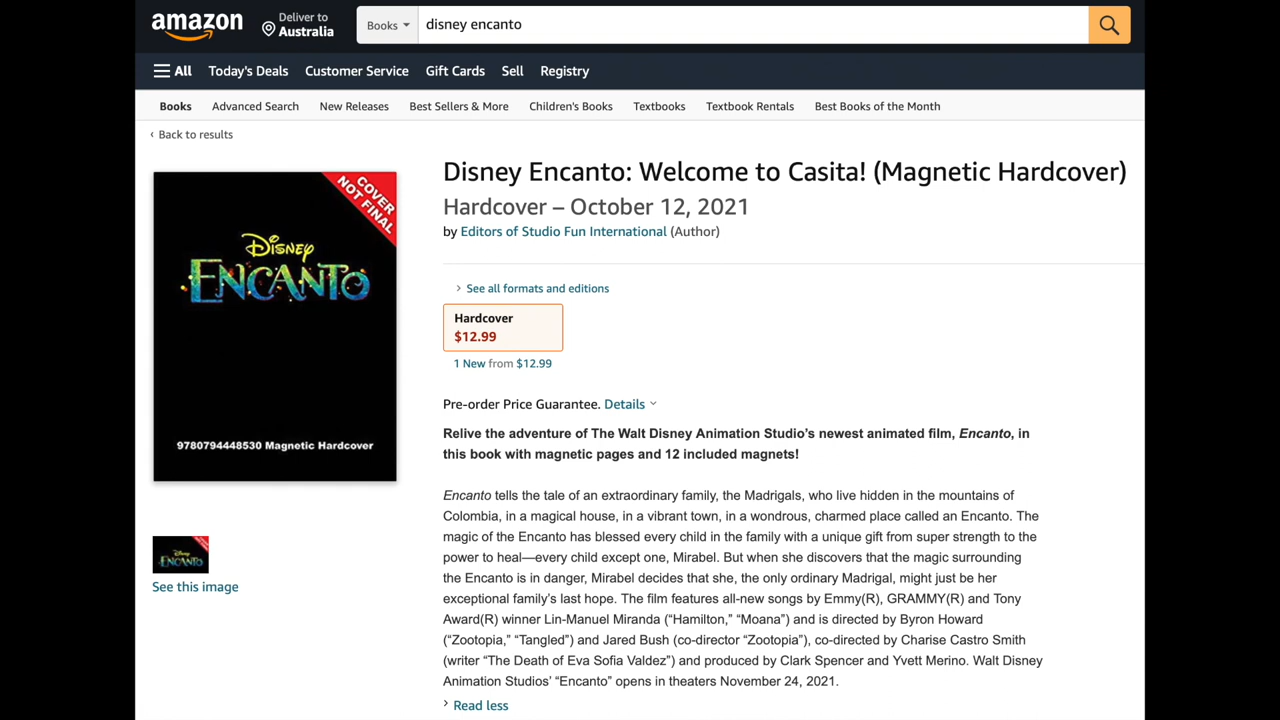 amazon
Deliver to
Australia
Books
disney encanto
All Today's Deals Customer Service Gift Cards Sell Registry
Books Advanced Search New Releases Best Sellers & More Children's Books Textbooks Textbook Rentals Best Books of the Month
‹ Back to results
COVER
NOT FINAL
Disney
ENCANTO
9780794448530 Magnetic Hardcover
Disney
ENCANTO
See this image
Disney Encanto: Welcome to Casita! (Magnetic Hardcover)
Hardcover – October 12, 2021
by Editors of Studio Fun International (Author)
See all formats and editions
Hardcover
$12.99
1 New from $12.99
Pre-order Price Guarantee. Details
Relive the adventure of The Walt Disney Animation Studio's newest animated film, Encanto, in
this book with magnetic pages and 12 included magnets!
Encanto tells the tale of an extraordinary family, the Madrigals, who live hidden in the mountains of
Colombia, in a magical house, in a vibrant town, in a wondrous, charmed place called an Encanto. The
magic of the Encanto has blessed every child in the family with a unique gift from super strength to the
power to heal—every child except one, Mirabel. But when she discovers that the magic surrounding
the Encanto is in danger, Mirabel decides that she, the only ordinary Madrigal, might just be her
exceptional family's last hope. The film features all-new songs by Emmy(R), GRAMMY(R) and Tony
Award(R) winner Lin-Manuel Miranda ("Hamilton," "Moana") and is directed by Byron Howard
("Zootopia," "Tangled") and Jared Bush (co-director "Zootopia"), co-directed by Charise Castro Smith
(writer "The Death of Eva Sofia Valdez") and produced by Clark Spencer and Yvett Merino. Walt Disney
Animation Studios' "Encanto" opens in theaters November 24, 2021.
Read less